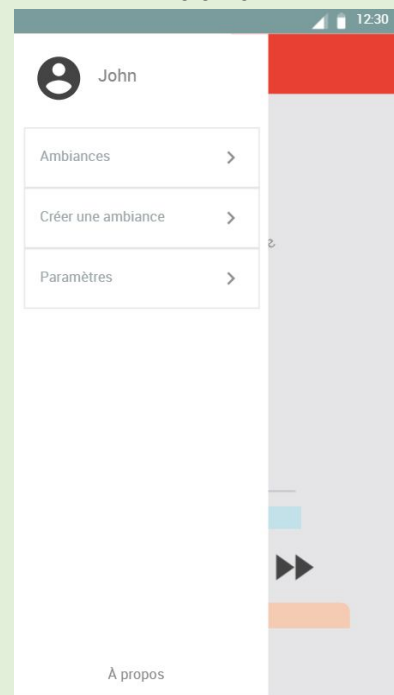 12:30
John
Ambiances
Créer une ambiance
Paramètres
À propos